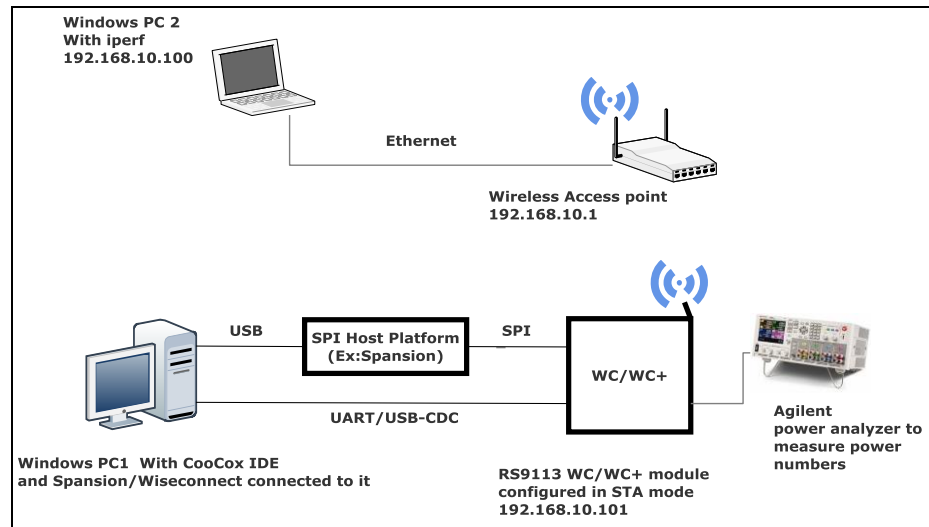 Windows PC 2
With iperf
192.168.10.100
Ethernet
Wireless Access point
192.168.10.1
USB
SPI Host Platform
(Ex:Spansion)
SPI
WC/WC+
UART/USB-CDC
Agilent
power analyzer to
measure power
numbers
Windows PC1  With CooCox IDE
and Spansion/Wiseconnect connected to it
RS9113 WC/WC+ module
configured in STA mode
192.168.10.101